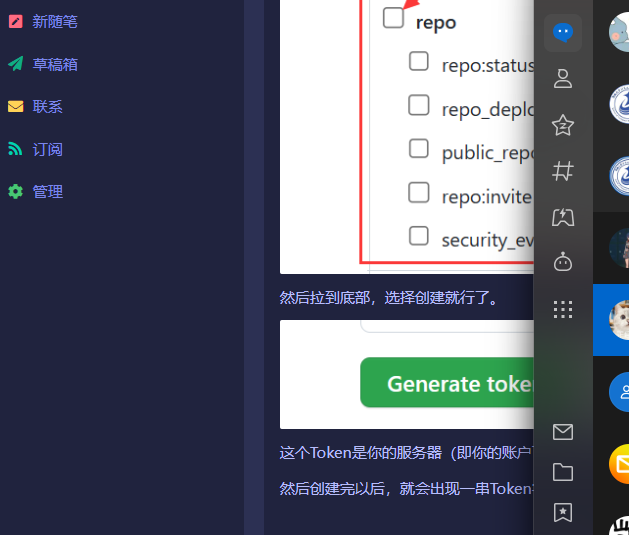 新随笔
草稿箱
联系
订阅
管理
repo
repo:status
repo_deplo
public_repo
repo:invite
security_ev
然后拉到底部，选择创建就行了。
Generate toke
这个Token是你的服务器（即你的账户
然后创建完以后，就会出现一串Token